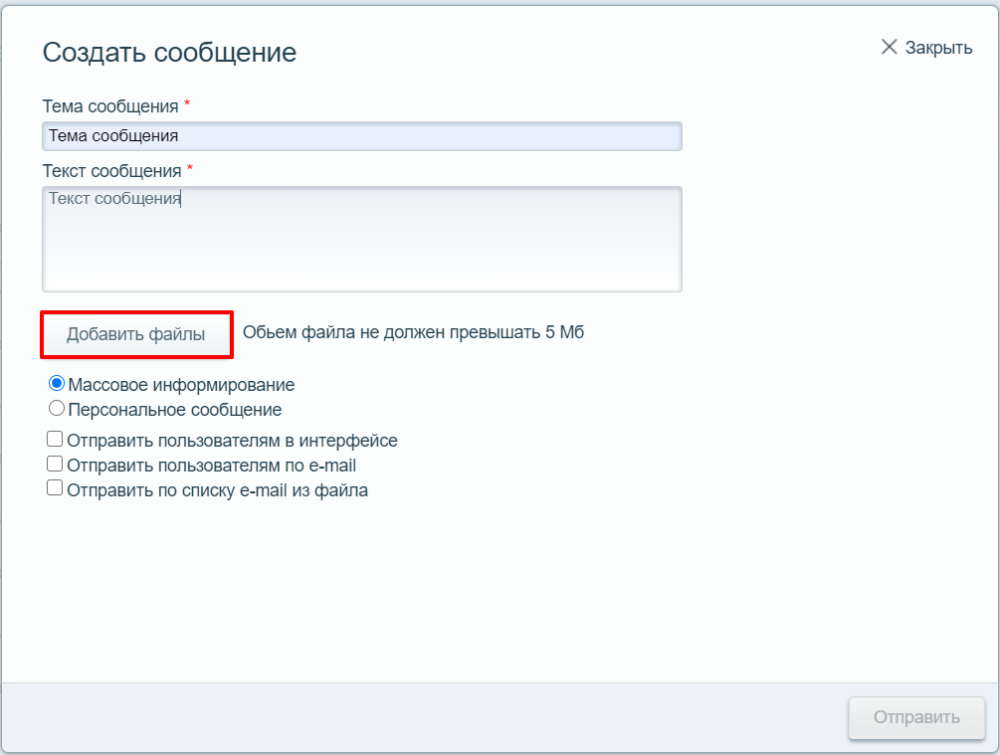 Создать сообщение
Закрыть
Тема сообщения *
Тема сообщения
Текст сообщения *
Текст сообщения
Добавить файлы Обьем файла не должен превышать 5 Мб
Массовое информирование
Персональное сообщение
Отправить пользователям в интерфейсе
Отправить пользователям по e-mail
Отправить по списку e-mail из файла
Отправить